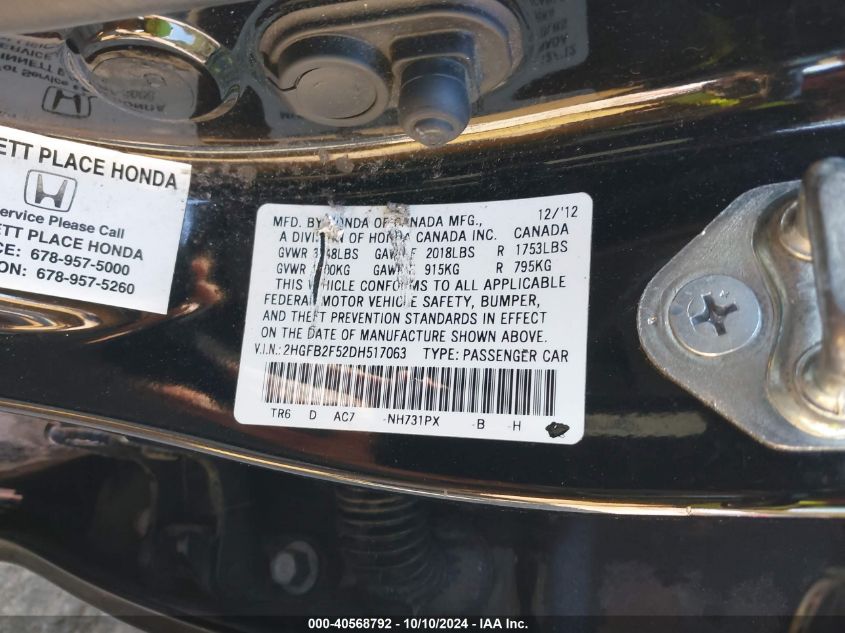 ETT PLACE HONDA
ervice Please Call
ETT PLACE HONDA
CE: 678-957-5000
ON: 678-957-5260
MFD. BY HONDA OF CANADA MFG., 12/'12
A DIVISION OF HONDA CANADA INC. CANADA
GVWR LBS GAWR F 2018LBS R 1753LBS
GVWR KG GAWR F 915KG R 795KG
THIS VEHICLE CONFORMS TO ALL APPLICABLE
FEDERAL MOTOR VEHICLE SAFETY, BUMPER,
AND THEFT PREVENTION STANDARDS IN EFFECT
ON THE DATE OF MANUFACTURE SHOWN ABOVE.
V.I.N.: 2HGFB2F52DH517063 TYPE: PASSENGER CAR
TR6 D AC7 -NH731PX -B -H
000-40568792 - 10/10/2024 - IAA Inc.